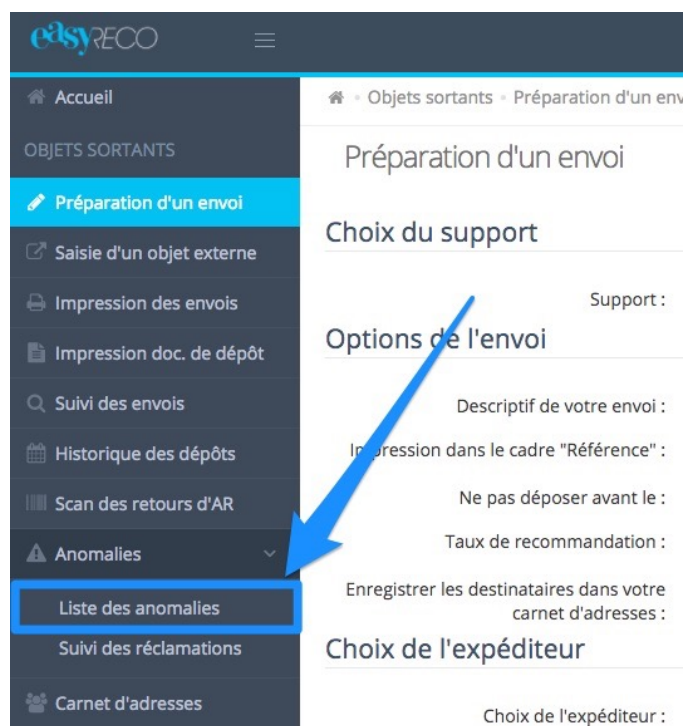 easyRECO
Accueil
OBJETS SORTANTS
Préparation d'un envoi
Saisie d'un objet externe
Impression des envois
Impression doc. de dépôt
Suivi des envois
Historique des dépôts
Scan des retours d'AR
Anomalies
Liste des anomalies
Suivi des réclamations
Carnet d'adresses
Objets sortants Préparation d'un env
Préparation d'un envoi
Choix du support
Support :
Options de l'envoi
Descriptif de votre envoi :
Impression dans le cadre "Référence" :
Ne pas déposer avant le :
Taux de recommandation :
Enregistrer les destinataires dans votre
carnet d'adresses :
Choix de l'expéditeur
Choix de l'expéditeur :